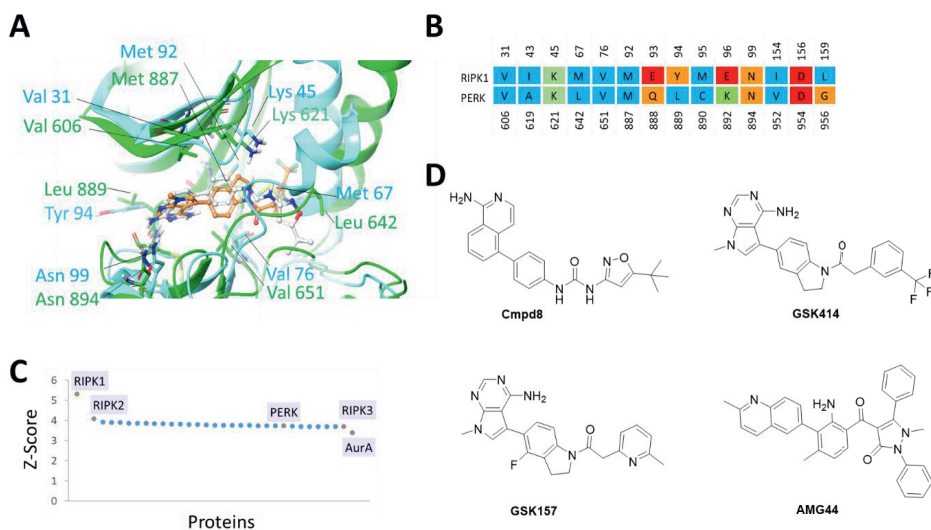 A
Met 92
Met 887
Val 31
Val 606
Lys 45
Lys 621
Leu 889
Tyr 94
Met 67
Leu 642
Asn 99
Asn 894
Val 76
Val 651
B
31 43 45 67 76 92 93 94 95 96 99 154 156 159
RIPK1 V I K M V M E Y M E N I D L
PERK V A K L V M Q L C K N V D G
606 619 621 642 651 887 888 889 890 892 894 952 954 956
C
Z-Score
6
5
4
3
2
1
0
RIPK1
RIPK2
PERK
RIPK3
AurA
Proteins
D
NH2
N
O
N
N
H
O
N
H
Cmpd8
N
N
NH2
N
O
N
F
F
F
GSK414
N
N
NH2
N
F
O
N
N
GSK157
N
H2N
O
N
N
O
AMG44